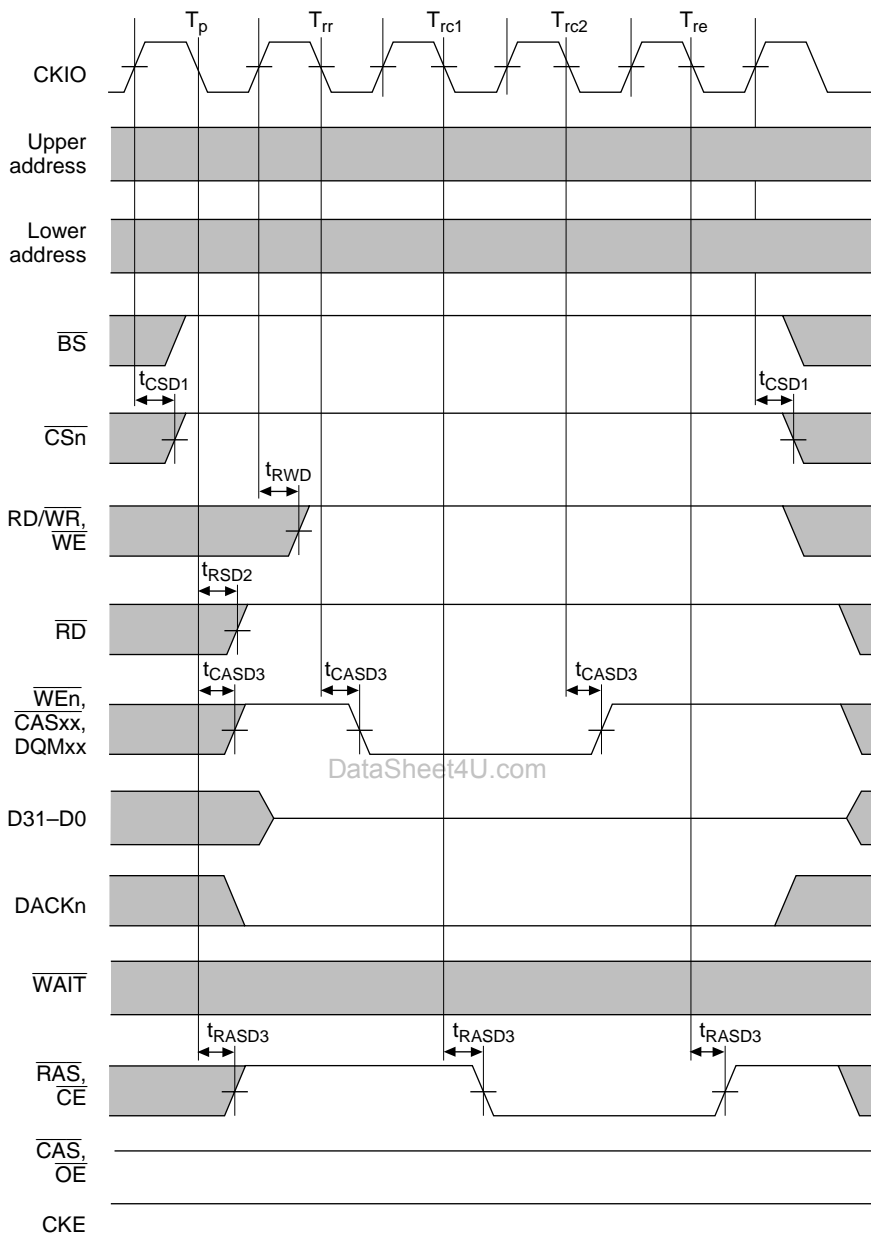 Tp Trr Trc1 Trc2 Tre
CKIO
Upper
address
Lower
address
BS
tCSD1 tCSD1
CSn
tRWD
RD/WR,
WE
tRSD2
RD
tCASD3 tCASD3 tCASD3
WEn,
CASxx,
DQMxx
DataSheet4U.com
D31–D0
DACKn
WAIT
tRASD3 tRASD3 tRASD3
RAS,
CE
CAS,
OE
CKE